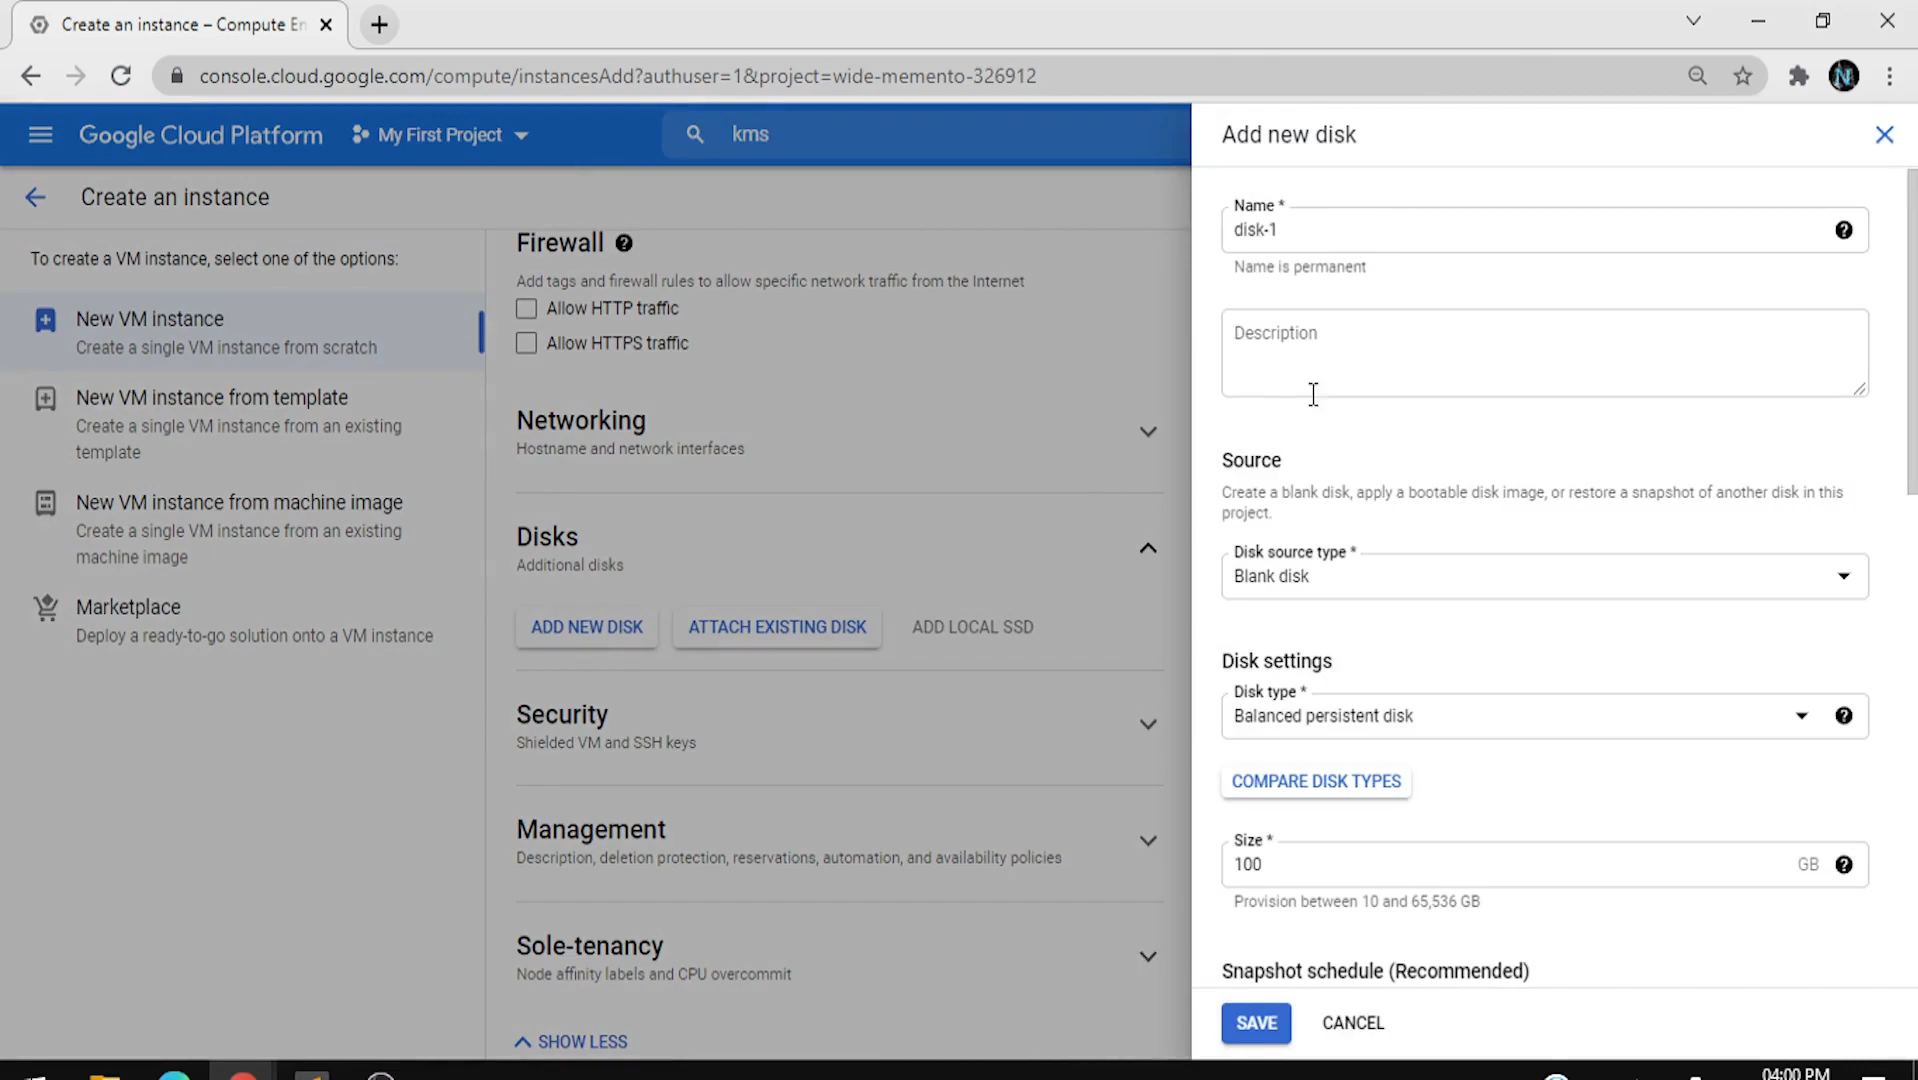 Create an instance – Compute En
console.cloud.google.com/compute/instancesAdd?authuser=1&project=wide-memento-326912
Google Cloud Platform
My First Project
kms
Create an instance
To create a VM instance, select one of the options:
New VM instance
Create a single VM instance from scratch
New VM instance from template
Create a single VM instance from an existing
template
New VM instance from machine image
Create a single VM instance from an existing
machine image
Marketplace
Deploy a ready-to-go solution onto a VM instance
Firewall
Add tags and firewall rules to allow specific network traffic from the Internet
Allow HTTP traffic
Allow HTTPS traffic
Networking
Hostname and network interfaces
Disks
Additional disks
ADD NEW DISK
ATTACH EXISTING DISK
ADD LOCAL SSD
Security
Shielded VM and SSH keys
Management
Description, deletion protection, reservations, automation, and availability policies
Sole-tenancy
Node affinity labels and CPU overcommit
SHOW LESS
Add new disk
Name *
disk-1
Name is permanent
Description
Source
Create a blank disk, apply a bootable disk image, or restore a snapshot of another disk in this
project.
Disk source type *
Blank disk
Disk settings
Disk type *
Balanced persistent disk
COMPARE DISK TYPES
Size *
100
GB
Provision between 10 and 65,536 GB
Snapshot schedule (Recommended)
SAVE
CANCEL
04:00 PM